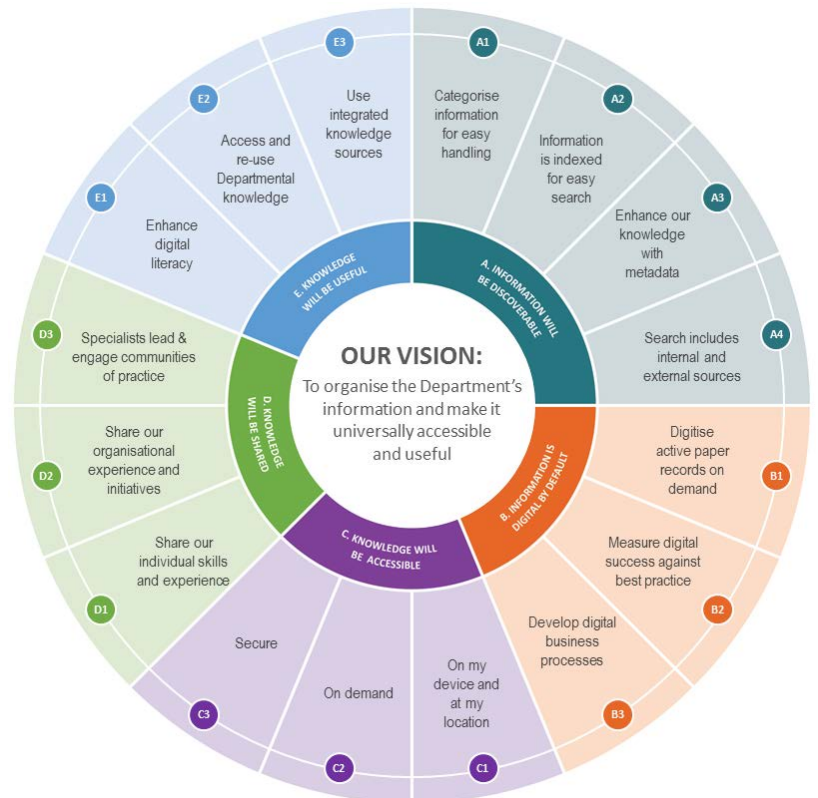 OUR VISION:
To organise the Department's
information and make it
universally accessible
and useful
A. INFORMATION WILL
BE DISCOVERABLE
A1
Categorise
information
for easy
handling
A2
Information
is indexed
for easy
search
A3
Enhance our
knowledge
with
metadata
A4
Search includes
internal and
external sources
B. INFORMATION IS
DIGITAL BY DEFAULT
B1
Digitise
active paper
records on
demand
B2
Measure digital
success against
best practice
B3
Develop digital
business
processes
C. KNOWLEDGE WILL
BE ACCESSIBLE
C1
On my
device and
at my
location
C2
On demand
C3
Secure
D. KNOWLEDGE
WILL BE SHARED
D1
Share our
individual skills
and experience
D2
Share our
organisational
experience and
initiatives
D3
Specialists lead &
engage communities
of practice
E. KNOWLEDGE
WILL BE USEFUL
E1
Enhance
digital
literacy
E2
Access and
re-use
Departmental
knowledge
E3
Use
integrated
knowledge
sources